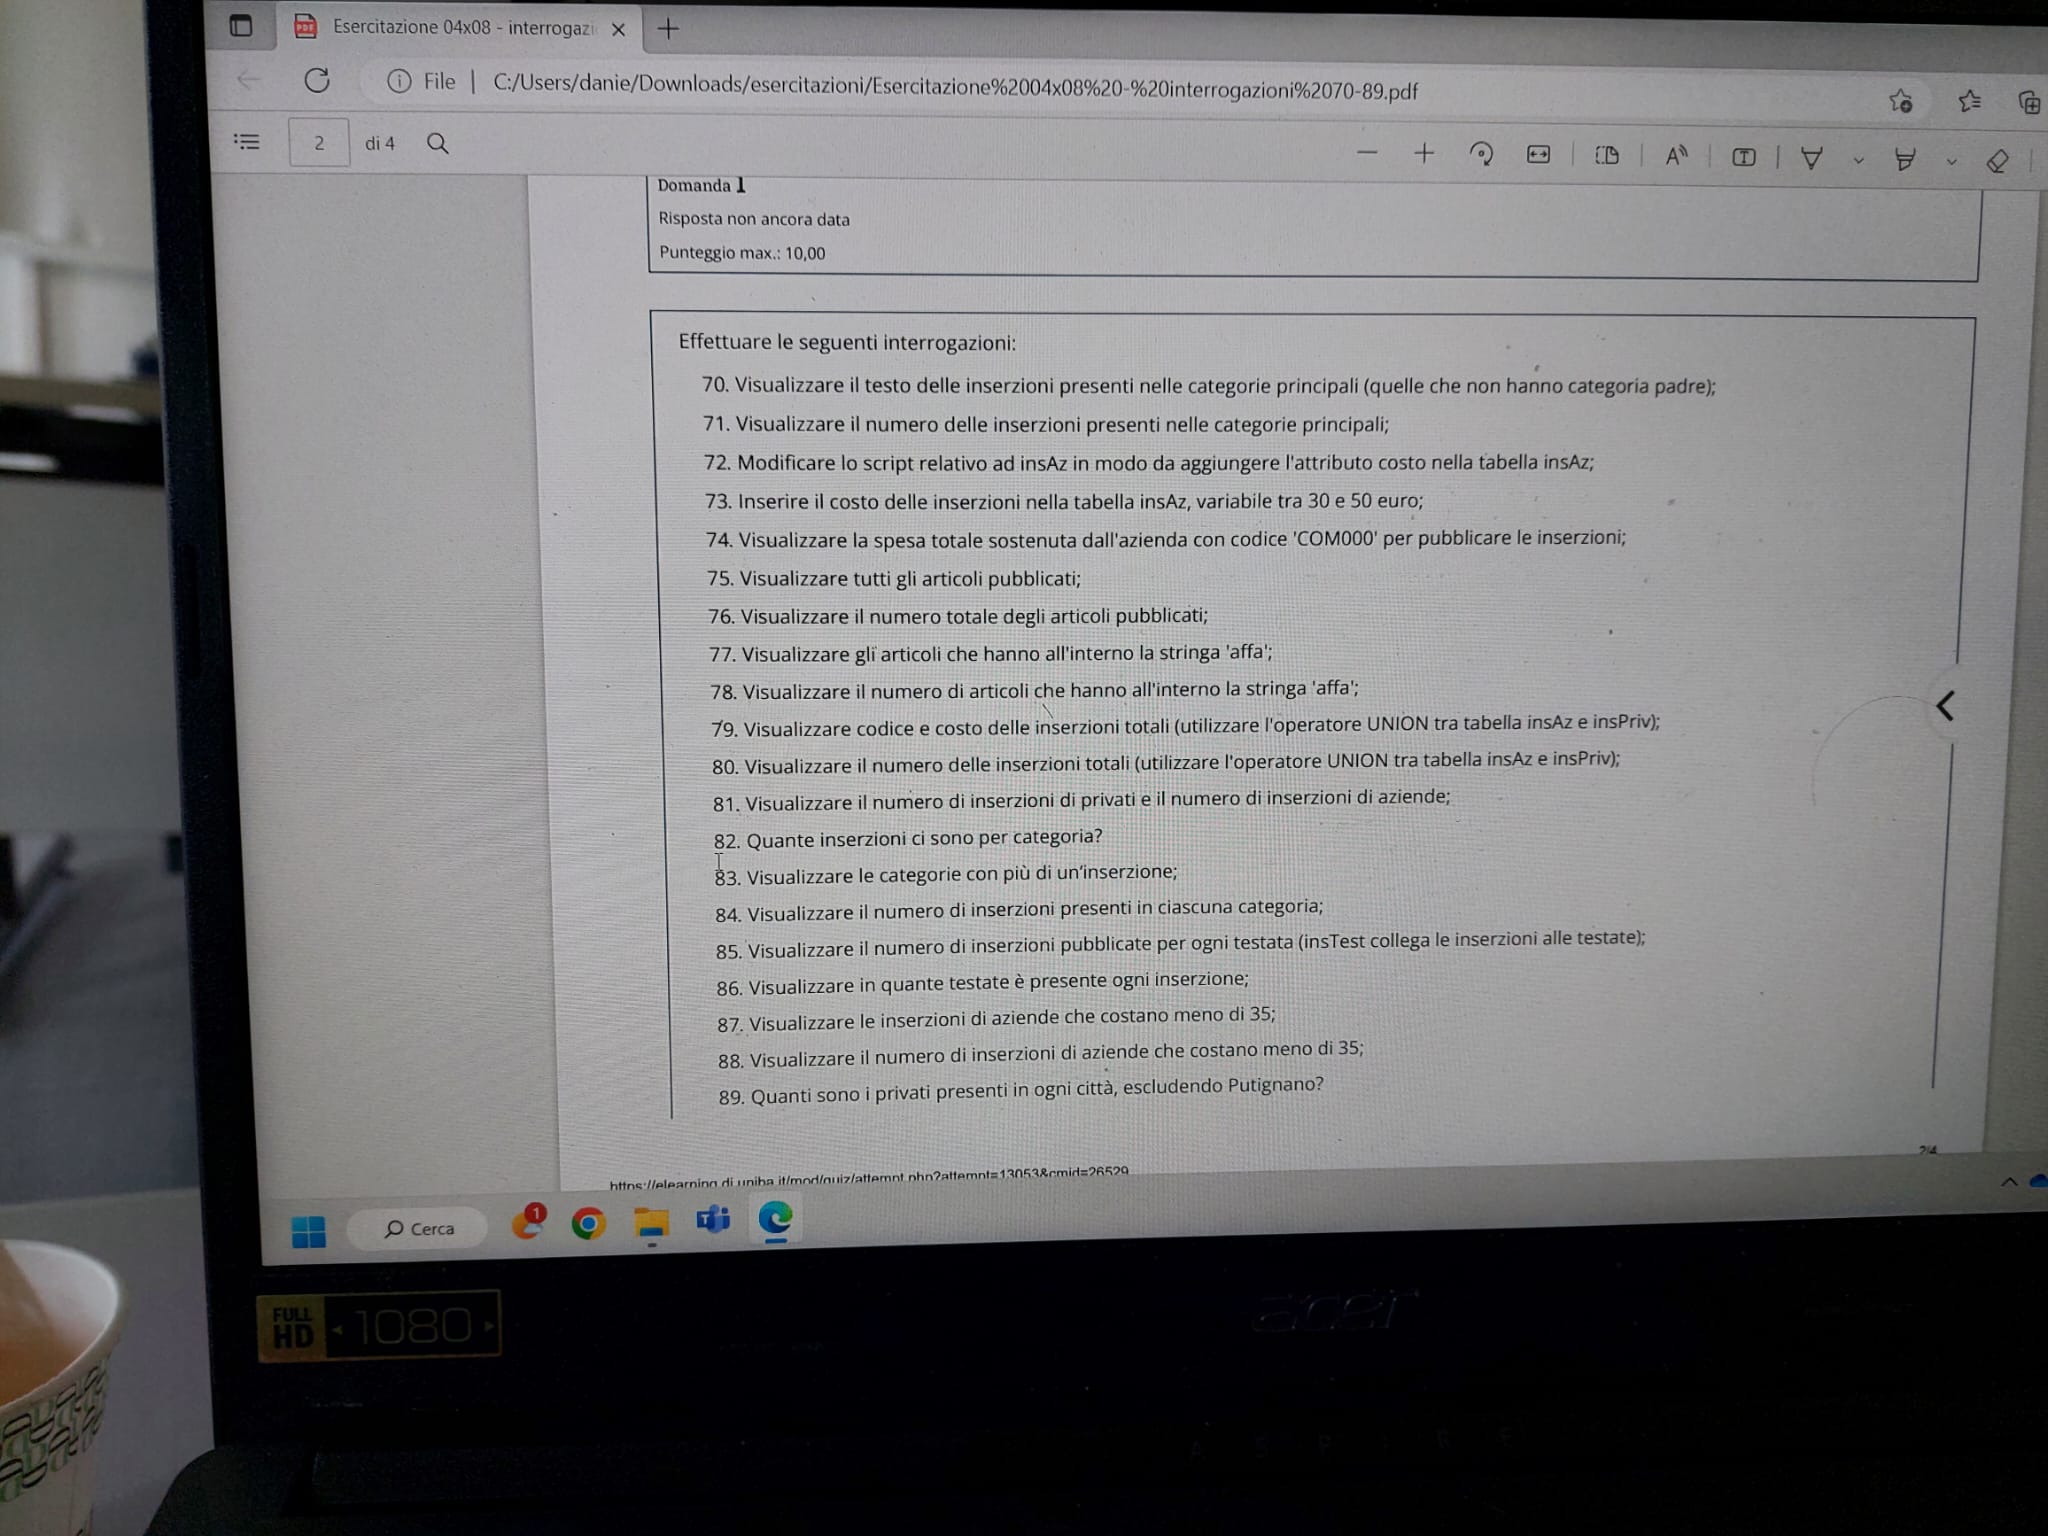 Esercitazione 04x08 - interrogazi
File | C:/Users/danie/Downloads/esercitazioni/Esercitazione%2004x08%20-%20interrogazioni%2070-89.pdf
2 di 4
Domanda 1
Risposta non ancora data
Punteggio max.: 10,00
Effettuare le seguenti interrogazioni:
70. Visualizzare il testo delle inserzioni presenti nelle categorie principali (quelle che non hanno categoria padre);
71. Visualizzare il numero delle inserzioni presenti nelle categorie principali;
72. Modificare lo script relativo ad insAz in modo da aggiungere l'attributo costo nella tabella insAz;
73. Inserire il costo delle inserzioni nella tabella insAz, variabile tra 30 e 50 euro;
74. Visualizzare la spesa totale sostenuta dall'azienda con codice 'COM000' per pubblicare le inserzioni;
75. Visualizzare tutti gli articoli pubblicati;
76. Visualizzare il numero totale degli articoli pubblicati;
77. Visualizzare gli articoli che hanno all'interno la stringa 'affa';
78. Visualizzare il numero di articoli che hanno all'interno la stringa 'affa';
79. Visualizzare codice e costo delle inserzioni totali (utilizzare l'operatore UNION tra tabella insAz e insPriv);
80. Visualizzare il numero delle inserzioni totali (utilizzare l'operatore UNION tra tabella insAz e insPriv);
81. Visualizzare il numero di inserzioni di privati e il numero di inserzioni di aziende;
82. Quante inserzioni ci sono per categoria?
83. Visualizzare le categorie con più di un'inserzione;
84. Visualizzare il numero di inserzioni presenti in ciascuna categoria;
85. Visualizzare il numero di inserzioni pubblicate per ogni testata (insTest collega le inserzioni alle testate);
86. Visualizzare in quante testate è presente ogni inserzione;
87. Visualizzare le inserzioni di aziende che costano meno di 35;
88. Visualizzare il numero di inserzioni di aziende che costano meno di 35;
89. Quanti sono i privati presenti in ogni città, escludendo Putignano?
2/4
https://elearning.di.uniba.it/mod/quiz/attempt.php?attempt=13053&cmid=26529
Cerca
1
FULL HD 1080
acer